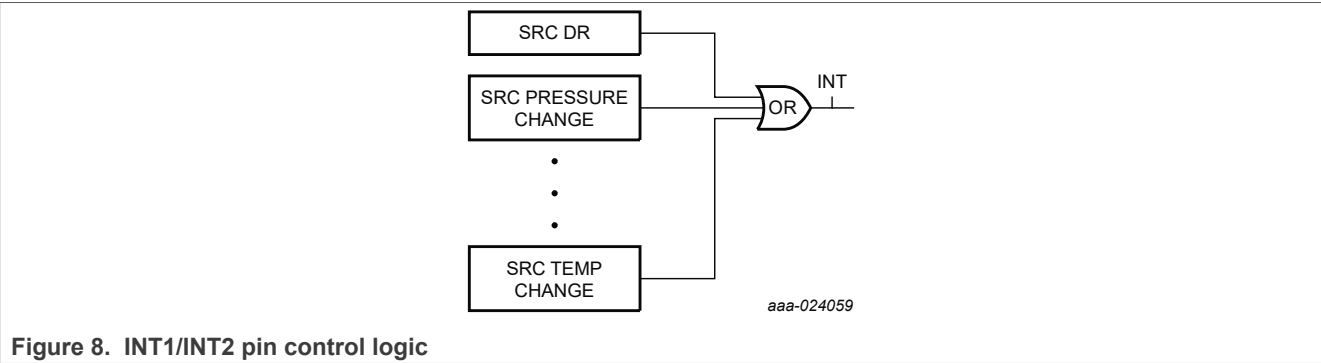 SRC DR
SRC PRESSURE
CHANGE
INT
OR
SRC TEMP
CHANGE
aaa-024059
Figure 8. INT1/INT2 pin control logic